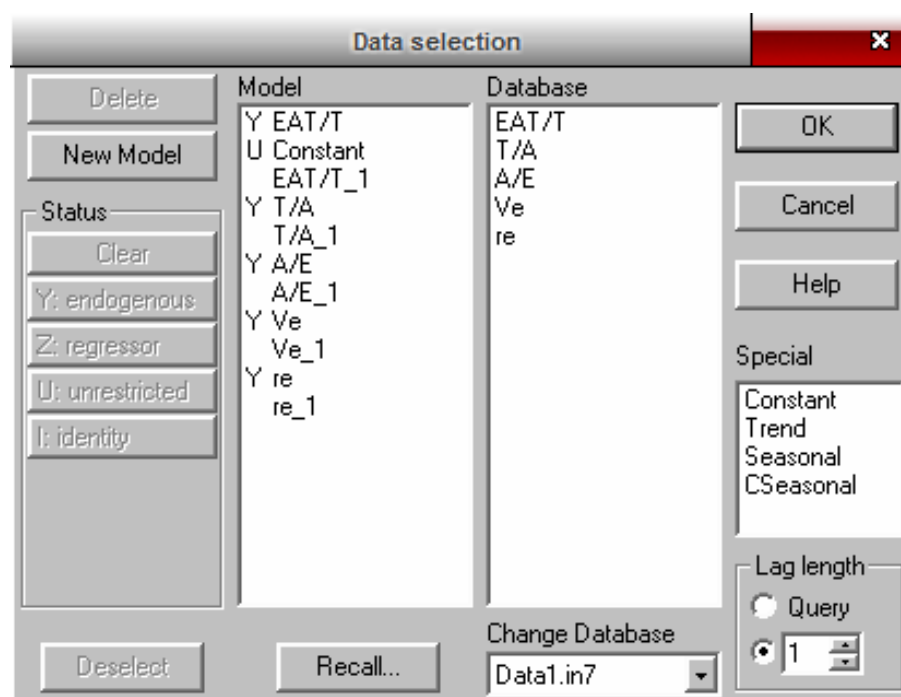 Data selection
Delete
New Model
Status
Clear
Y: endogenous
Z: regressor
U: unrestricted
I: identity
Deselect
Model
Y EAT/T
U Constant
EAT/T_1
Y T/A
T/A_1
Y A/E
A/E_1
Y Ve
Ve_1
Y re
re_1
Recall...
Database
EAT/T
T/A
A/E
Ve
re
Change Database
Data1.in7
OK
Cancel
Help
Special
Constant
Trend
Seasonal
CSeasonal
Lag length
Query
1